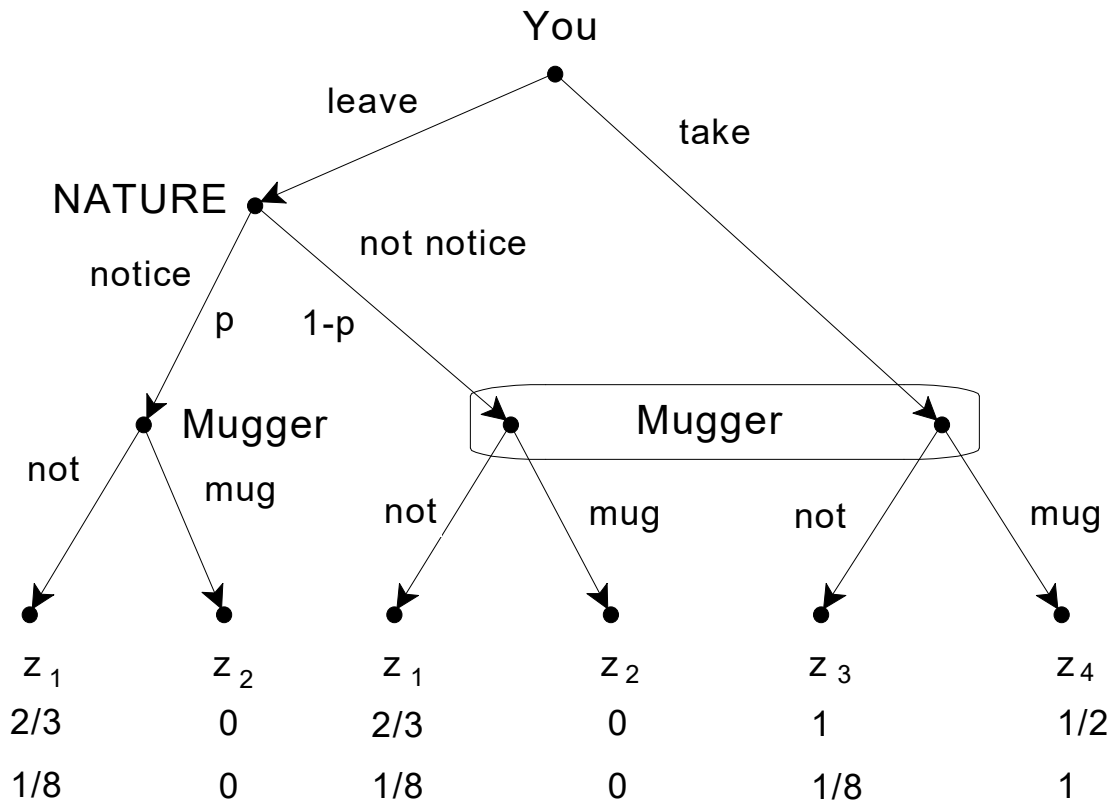 You
leave
take
NATURE
not notice
notice
p
1-p
Mugger
Mugger
not
mug
not
mug
not
mug
z 1
z 2
z 1
z 2
z 3
z 4
2/3 0 2/3 0 1 1/2
1/8 0 1/8 0 1/8 1